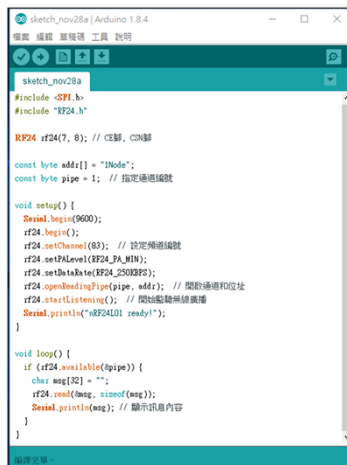 sketch_nov28a | Arduino 1.8.4
檔案 編輯 草稿碼 工具 說明
sketch_nov28a
#include <SPI.h>
#include "RF24.h"
RF24 rf24(7, 8); // CE腳, CSN腳
const byte addr[] = "1Node";
const byte pipe = 1; // 指定通道編號
void setup() {
Serial.begin(9600);
rf24.begin();
rf24.setChannel(83); // 設定頻道編號
rf24.setPALevel(RF24_PA_MIN);
rf24.setDataRate(RF24_250KBPS);
rf24.openReadingPipe(pipe, addr); // 開啟通道和位址
rf24.startListening(); // 開始監聽無線廣播
Serial.println("nRF24L01 ready!");
}
void loop() {
if (rf24.available(&pipe)) {
char msg[32] = "";
rf24.read(&msg, sizeof(msg));
Serial.println(msg); // 顯示訊息內容
}
}
編譯完畢。